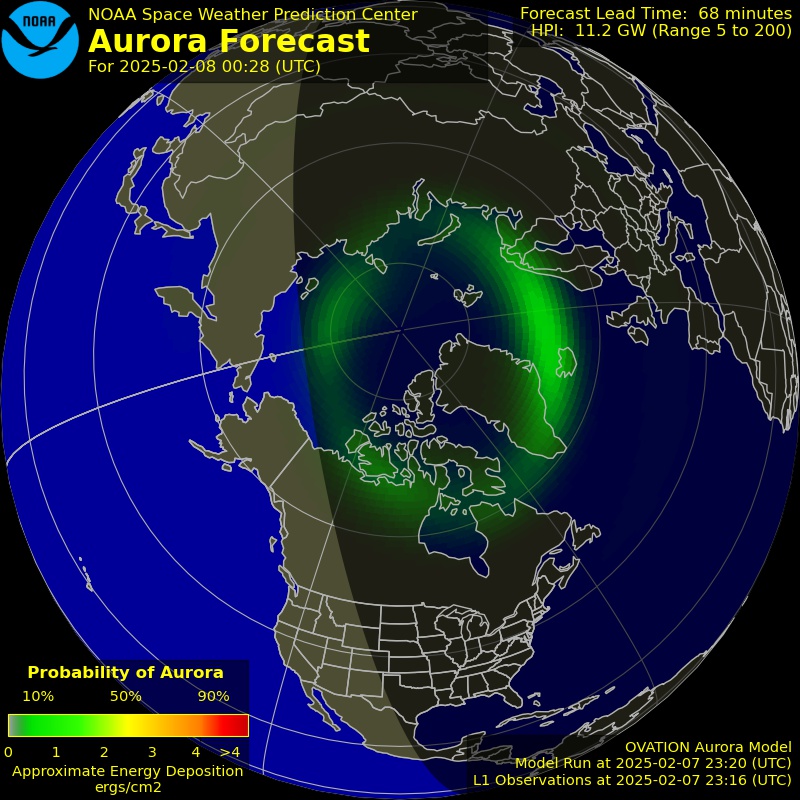 NOAA
NOAA Space Weather Prediction Center
Aurora Forecast
For 2025-02-08 00:28 (UTC)
Forecast Lead Time: 68 minutes
HPI: 11.2 GW (Range 5 to 200)
Probability of Aurora
10% 50% 90%
0 1 2 3 4 >4
Approximate Energy Deposition
ergs/cm2
OVATION Aurora Model
Model Run at 2025-02-07 23:20 (UTC)
L1 Observations at 2025-02-07 23:16 (UTC)